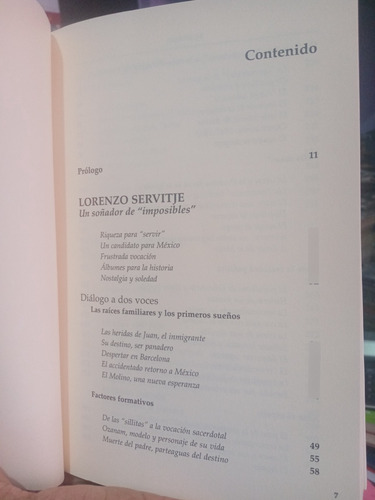 Contenido
Prólogo 11
LORENZO SERVITJE
Un soñador de "imposibles"
Riqueza para "servir"
Un candidato para México
Frustrada vocación
Álbumes para la historia
Nostalgia y soledad
Diálogo a dos voces
Las raíces familiares y los primeros sueños
Las heridas de Juan, el inmigrante
Su destino, ser panadero
Despertar en Barcelona
El accidentado retorno a México
El Molino, una nueva esperanza
Factores formativos
De las "sillitas" a la vocación sacerdotal 49
Ozanam, modelo y personaje de su vida 55
Muerte del padre, parteaguas del destino 58
7